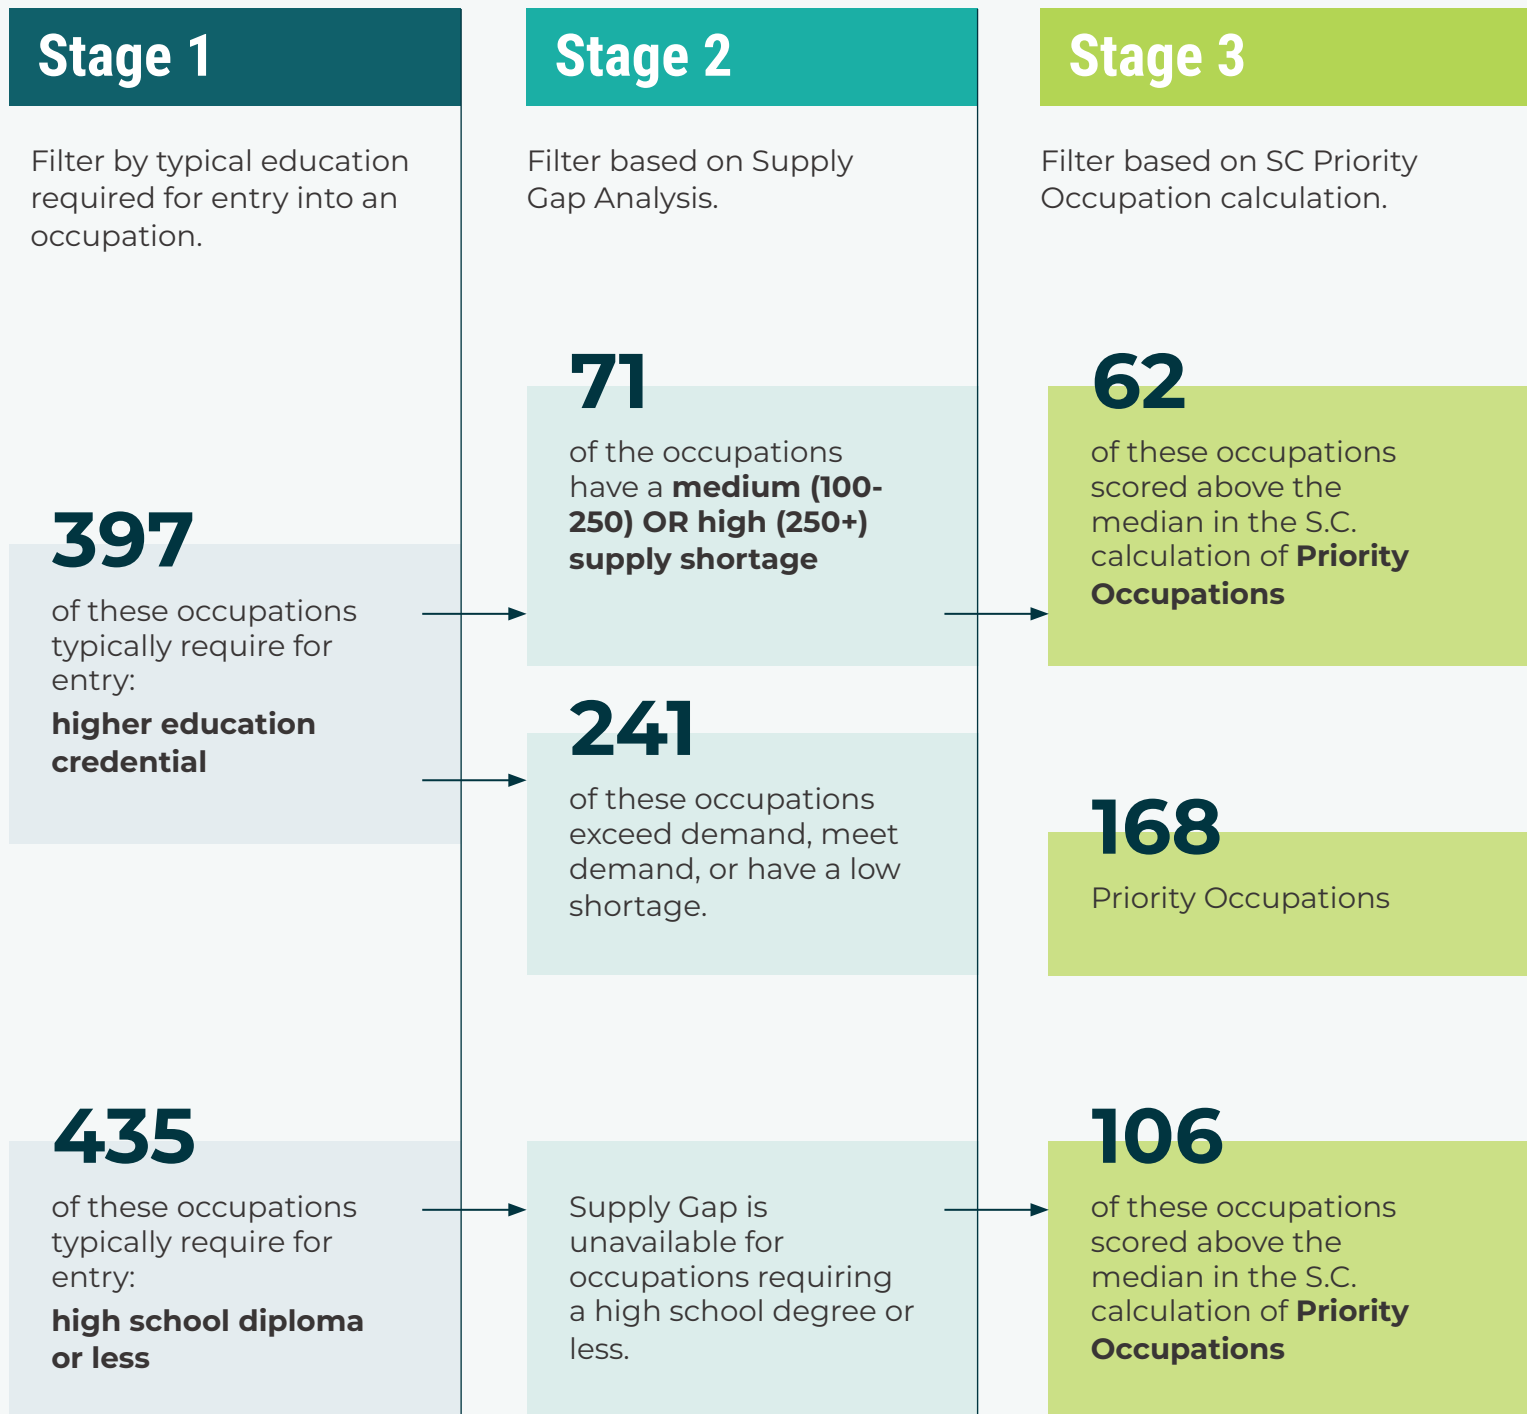 Stage 1
Filter by typical education
required for entry into an
occupation.
397
of these occupations
typically require for
entry:
higher education
credential
435
of these occupations
typically require for
entry:
high school diploma
or less
Stage 2
Filter based on Supply
Gap Analysis.
71
of the occupations
have a medium (100-
250) OR high (250+)
supply shortage
241
of these occupations
exceed demand, meet
demand, or have a low
shortage.
Supply Gap is
unavailable for
occupations requiring
a high school degree or
less.
Stage 3
Filter based on SC Priority
Occupation calculation.
62
of these occupations
scored above the
median in the S.C.
calculation of Priority
Occupations
168
Priority Occupations
106
of these occupations
scored above the
median in the S.C.
calculation of Priority
Occupations